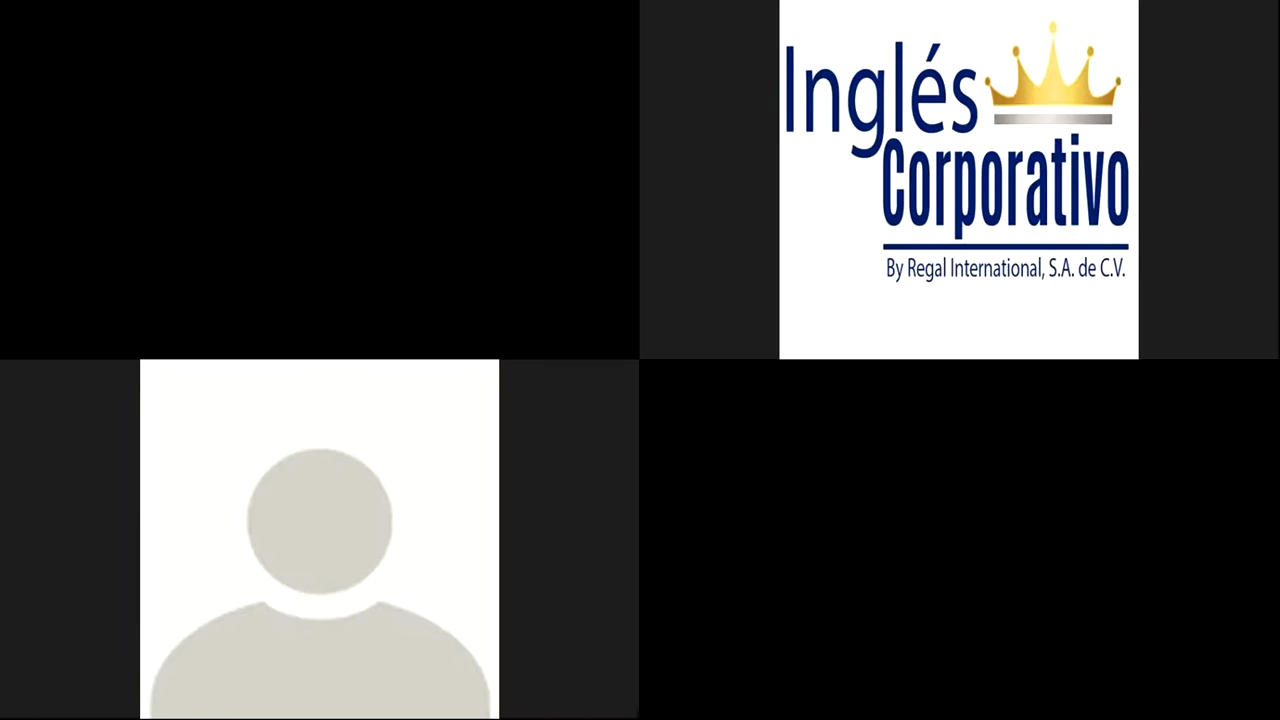 Inglés
Corporativo
By Regal International, S.A. de C.V.